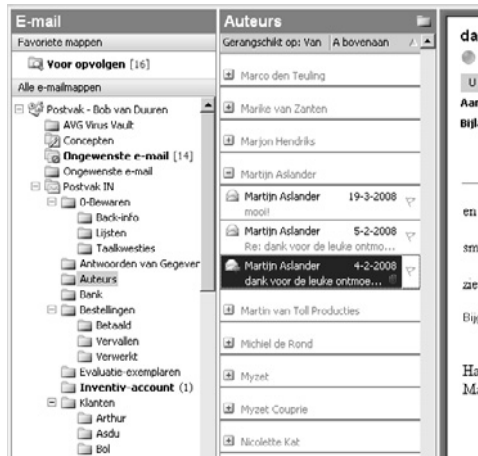 E-mail
Favoriete mappen
Voor opvolgen [16]
Alle e-mailmappen
Postvak - Bob van Duuren
AVG Virus Vault
Concepten
Ongewenste e-mail [14]
Ongewenste e-mail
Postvak IN
0-Bewaren
Back-info
Lijsten
Taalkwesties
Antwoorden van Gegever
Auteurs
Bank
Bestellingen
Betaald
Vervallen
Verwerkt
Evaluatie-exemplaren
Inventiv-account (1)
Klanten
Arthur
Asdu
Bol
Auteurs
Gerangschikt op: Van A bovenaan
Marco den Teuling
Marike van Zanten
Marjon Hendriks
Martijn Aslander
Martijn Aslander 19-3-2008
mooi!
Martijn Aslander 5-2-2008
Re: dank voor de leuke ontmo...
Martijn Aslander 4-2-2008
dank voor de leuke ontmoe...
Martin van Toll Producties
Michiel de Rond
Myzet
Myzet Couprie
Nicolette Kat
da
U
Aar
Bijl
en
sm
zie
Bij
Ha
Ma